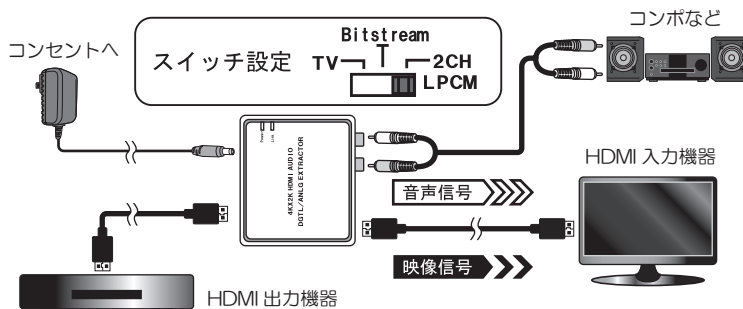 コンセントへ
スイッチ設定
Bitstream
TV
2CH
LPCM
コンポなど
Power
Link
4KX2K HDMI AUDIO
DGTL/ANLG EXTRACTOR
HDMI 入力機器
音声信号
映像信号
HDMI 出力機器